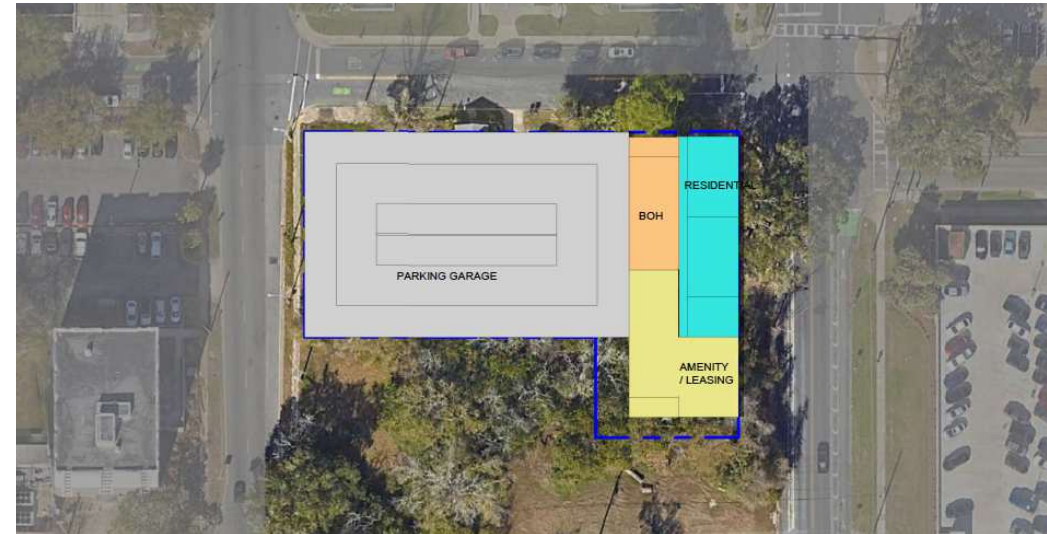 RESIDENTIAL
BOH
PARKING GARAGE
AMENITY
/ LEASING